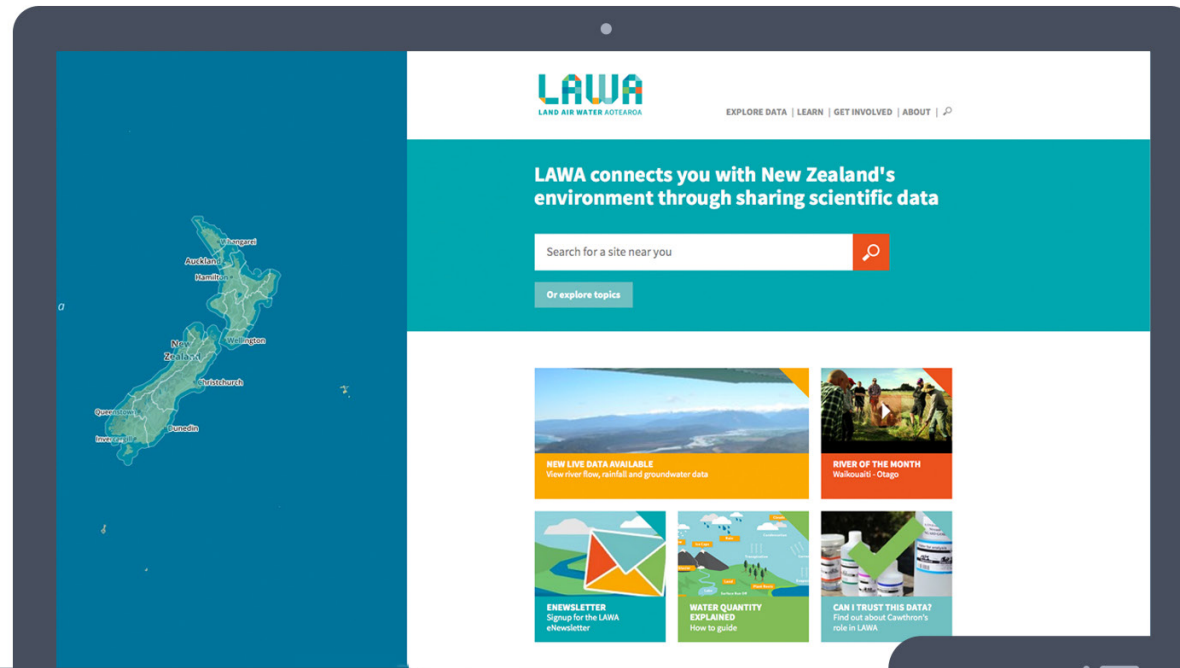 LAWA
LAND AIR WATER AOTEAROA
EXPLORE DATA | LEARN | GET INVOLVED | ABOUT |
LAWA connects you with New Zealand's
environment through sharing scientific data
Search for a site near you
Or explore topics
Whangarei
Aucklan
Hamilton
Wellington
New
Zealand
Christchurch
Queenstown
Dunedin
a
NEW LIVE DATA AVAILABLE
View river flow, rainfall and groundwater data
RIVER OF THE MONTH
Waikouaiti - Otago
ENEWSLETTER
Signup for the LAWA
eNewsletter
WATER QUANTITY
EXPLAINED
How to guide
CAN I TRUST THIS DATA?
Find out about Cawthron's
role in LAWA